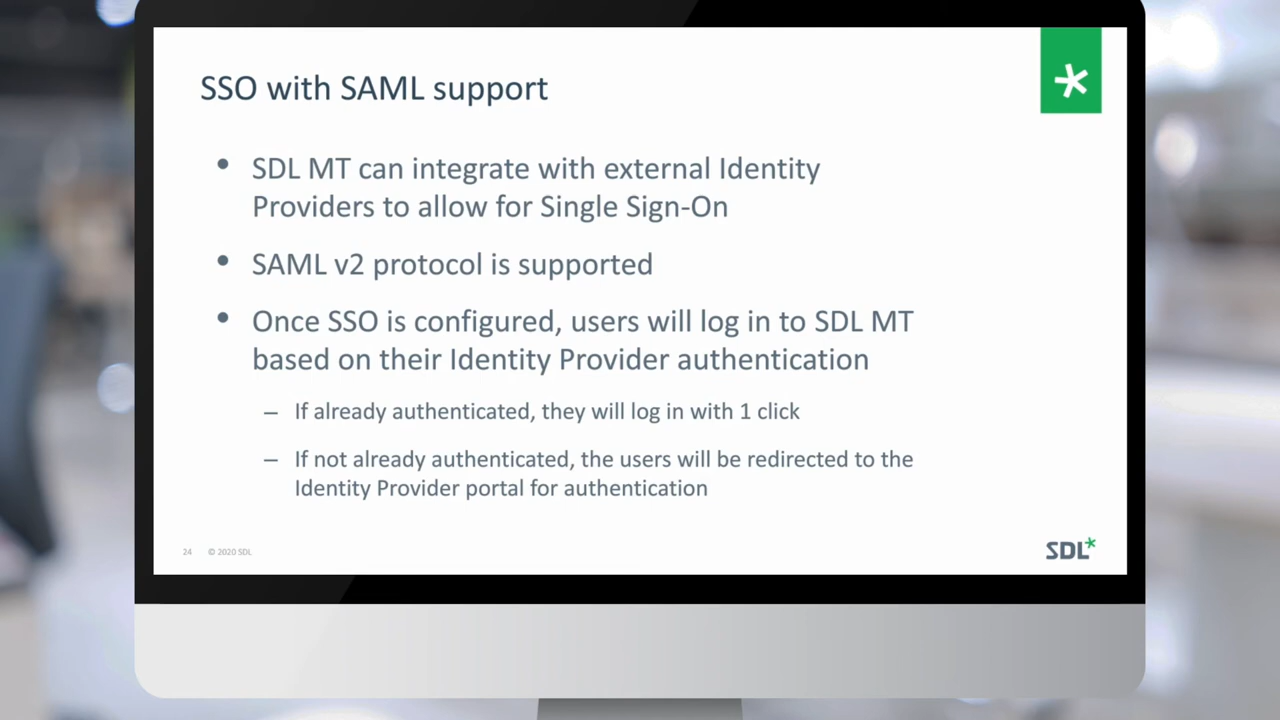 SSO with SAML support
• SDL MT can integrate with external Identity
Providers to allow for Single Sign-On
• SAML v2 protocol is supported
• Once SSO is configured, users will log in to SDL MT
based on their Identity Provider authentication
– If already authenticated, they will log in with 1 click
– If not already authenticated, the users will be redirected to the
Identity Provider portal for authentication
24 © 2020 SDL
SDL*